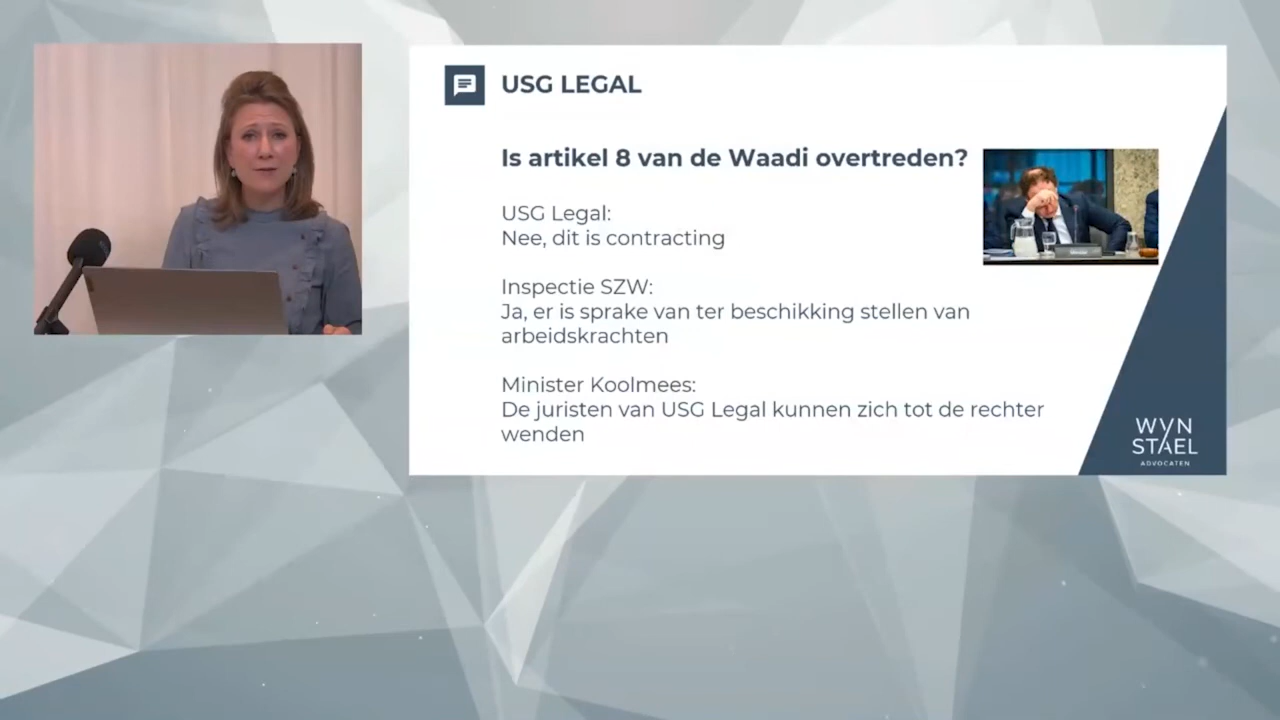 USG LEGAL
Is artikel 8 van de Waadi overtreden?
USG Legal:
Nee, dit is contracting
Inspectie SZW:
Ja, er is sprake van ter beschikking stellen van
arbeidskrachten
Minister Koolmees:
De juristen van USG Legal kunnen zich tot de rechter
wenden
WYN
STAEL
ADVOCATEN